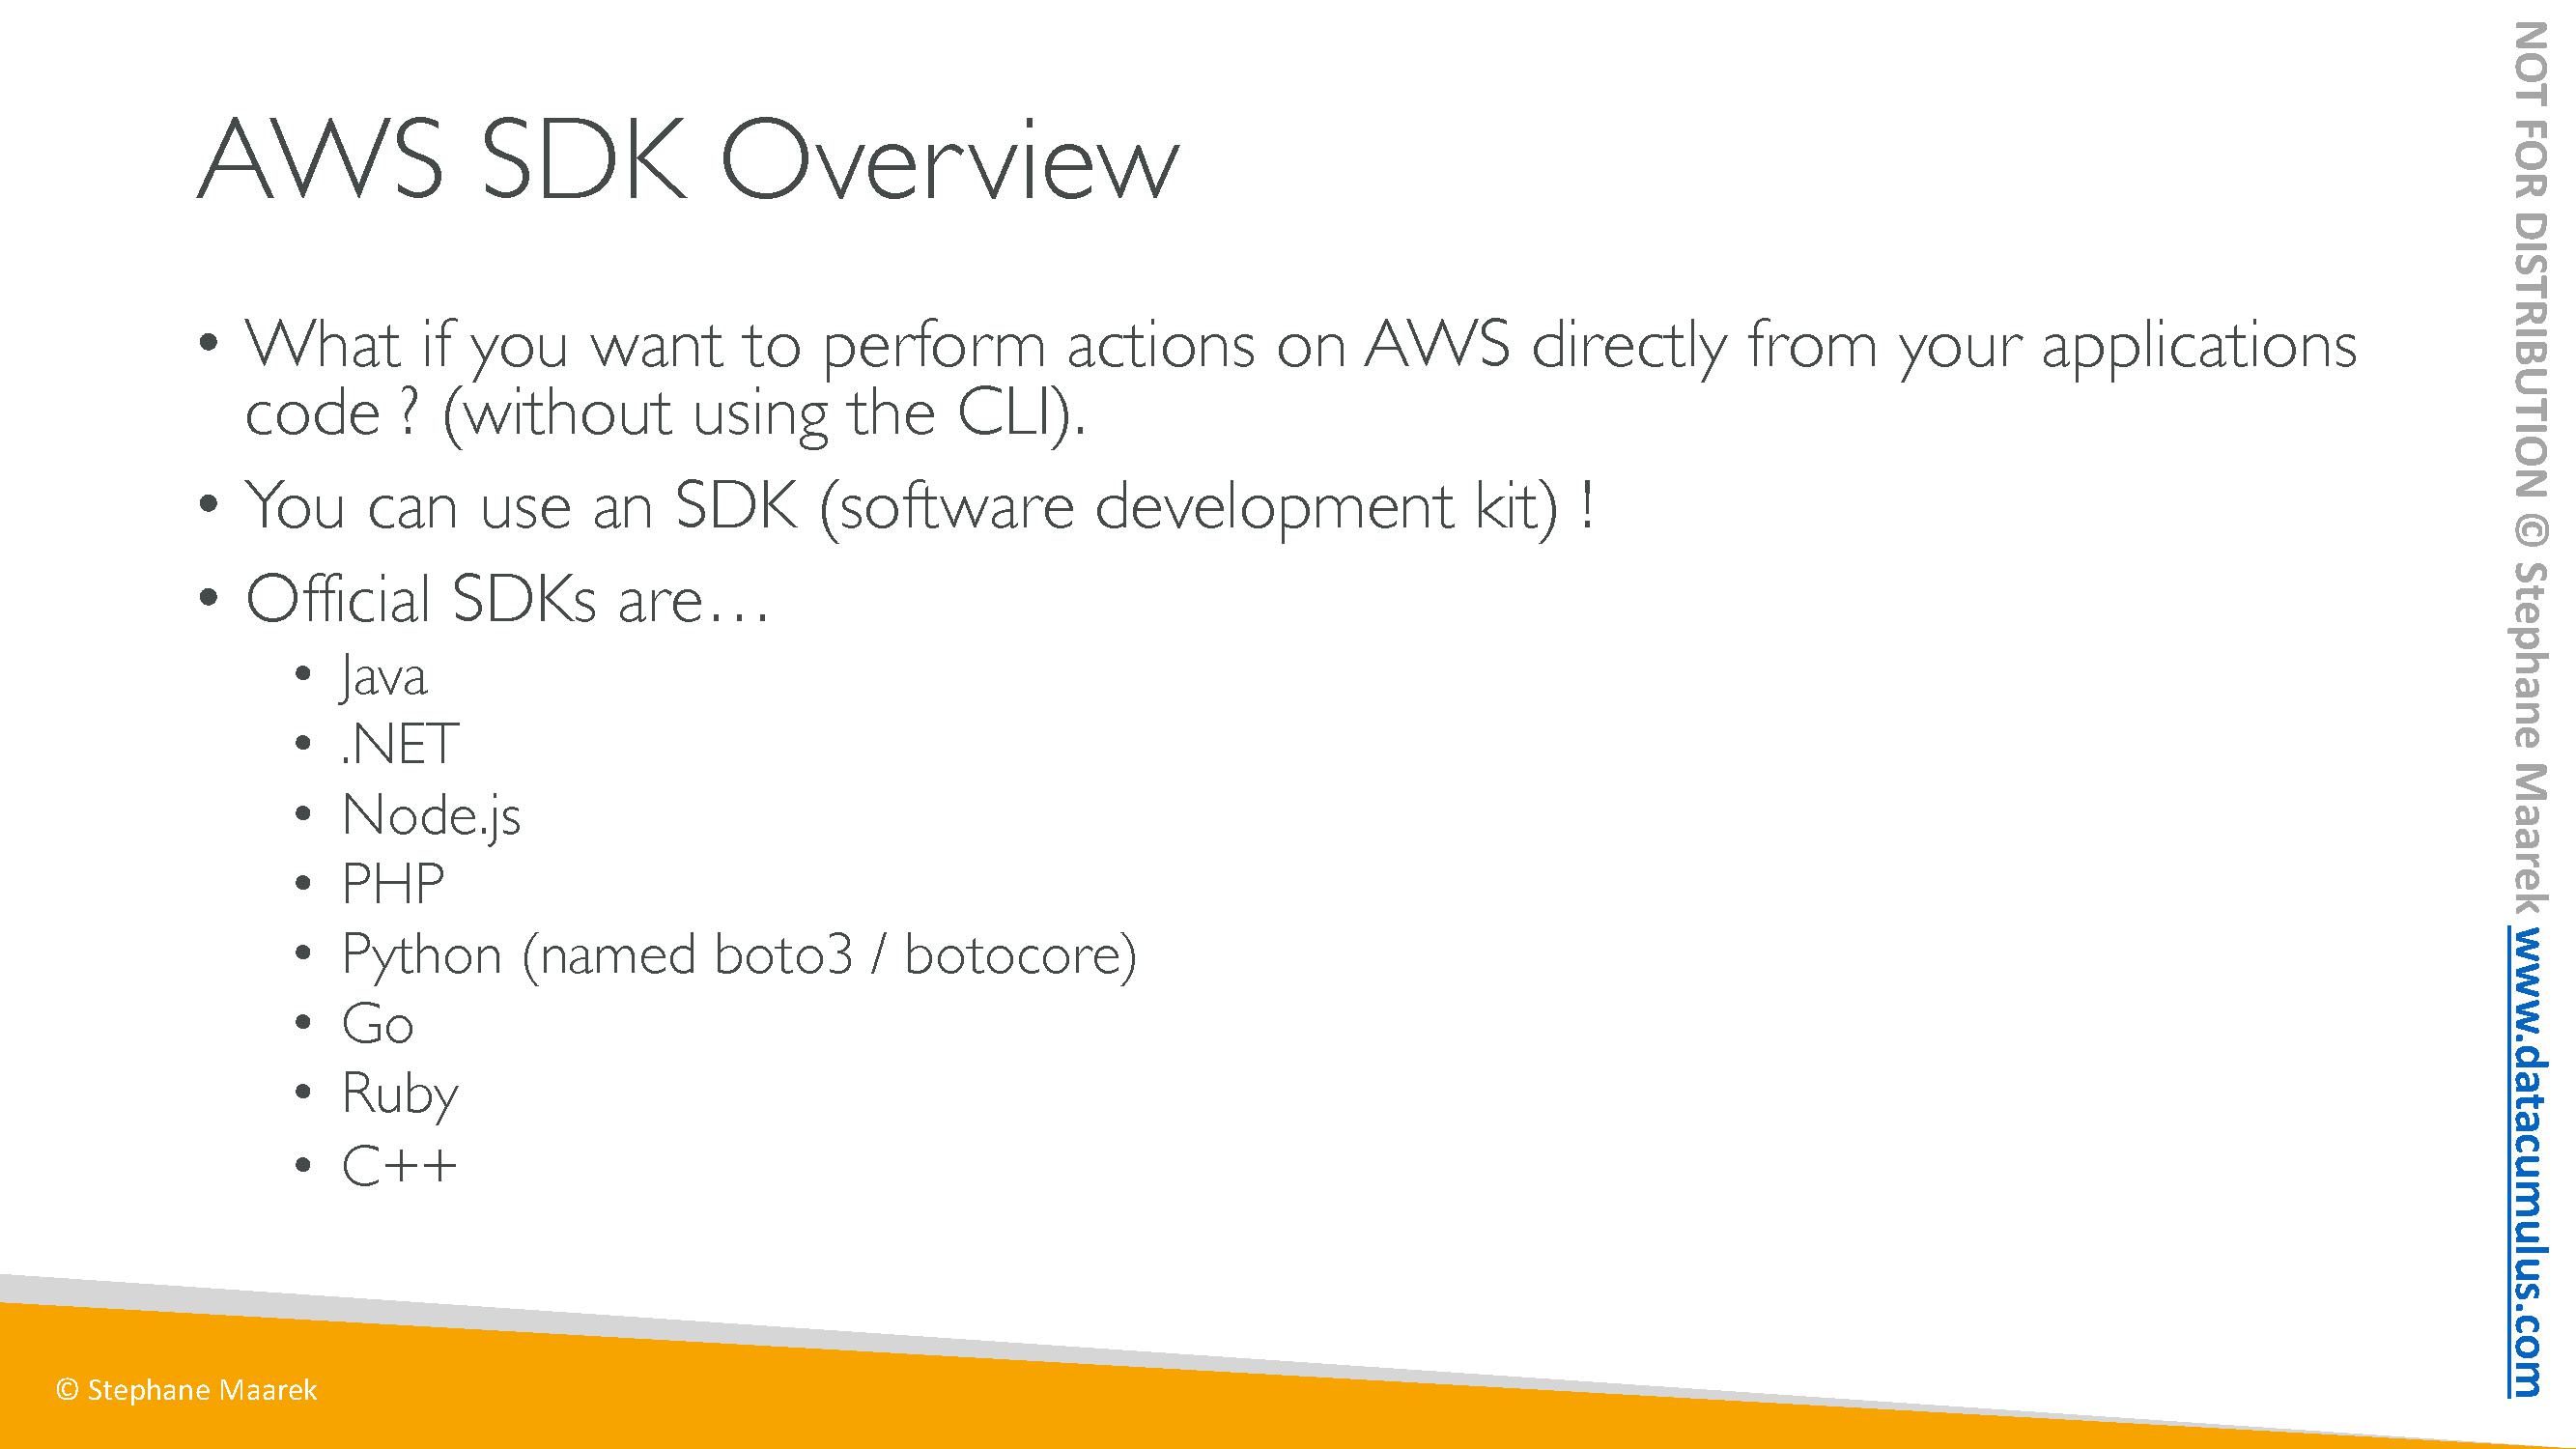 AWS SDK Overview
• What if you want to perform actions on AWS directly from your applications
code ? (without using the CLI).
• You can use an SDK (software development kit) !
• Official SDKs are…
• Java
• .NET
• Node.js
• PHP
• Python (named boto3 / botocore)
• Go
• Ruby
• C++
© Stephane Maarek
NOT FOR DISTRIBUTION © Stephane Maarek www.datacumulus.com